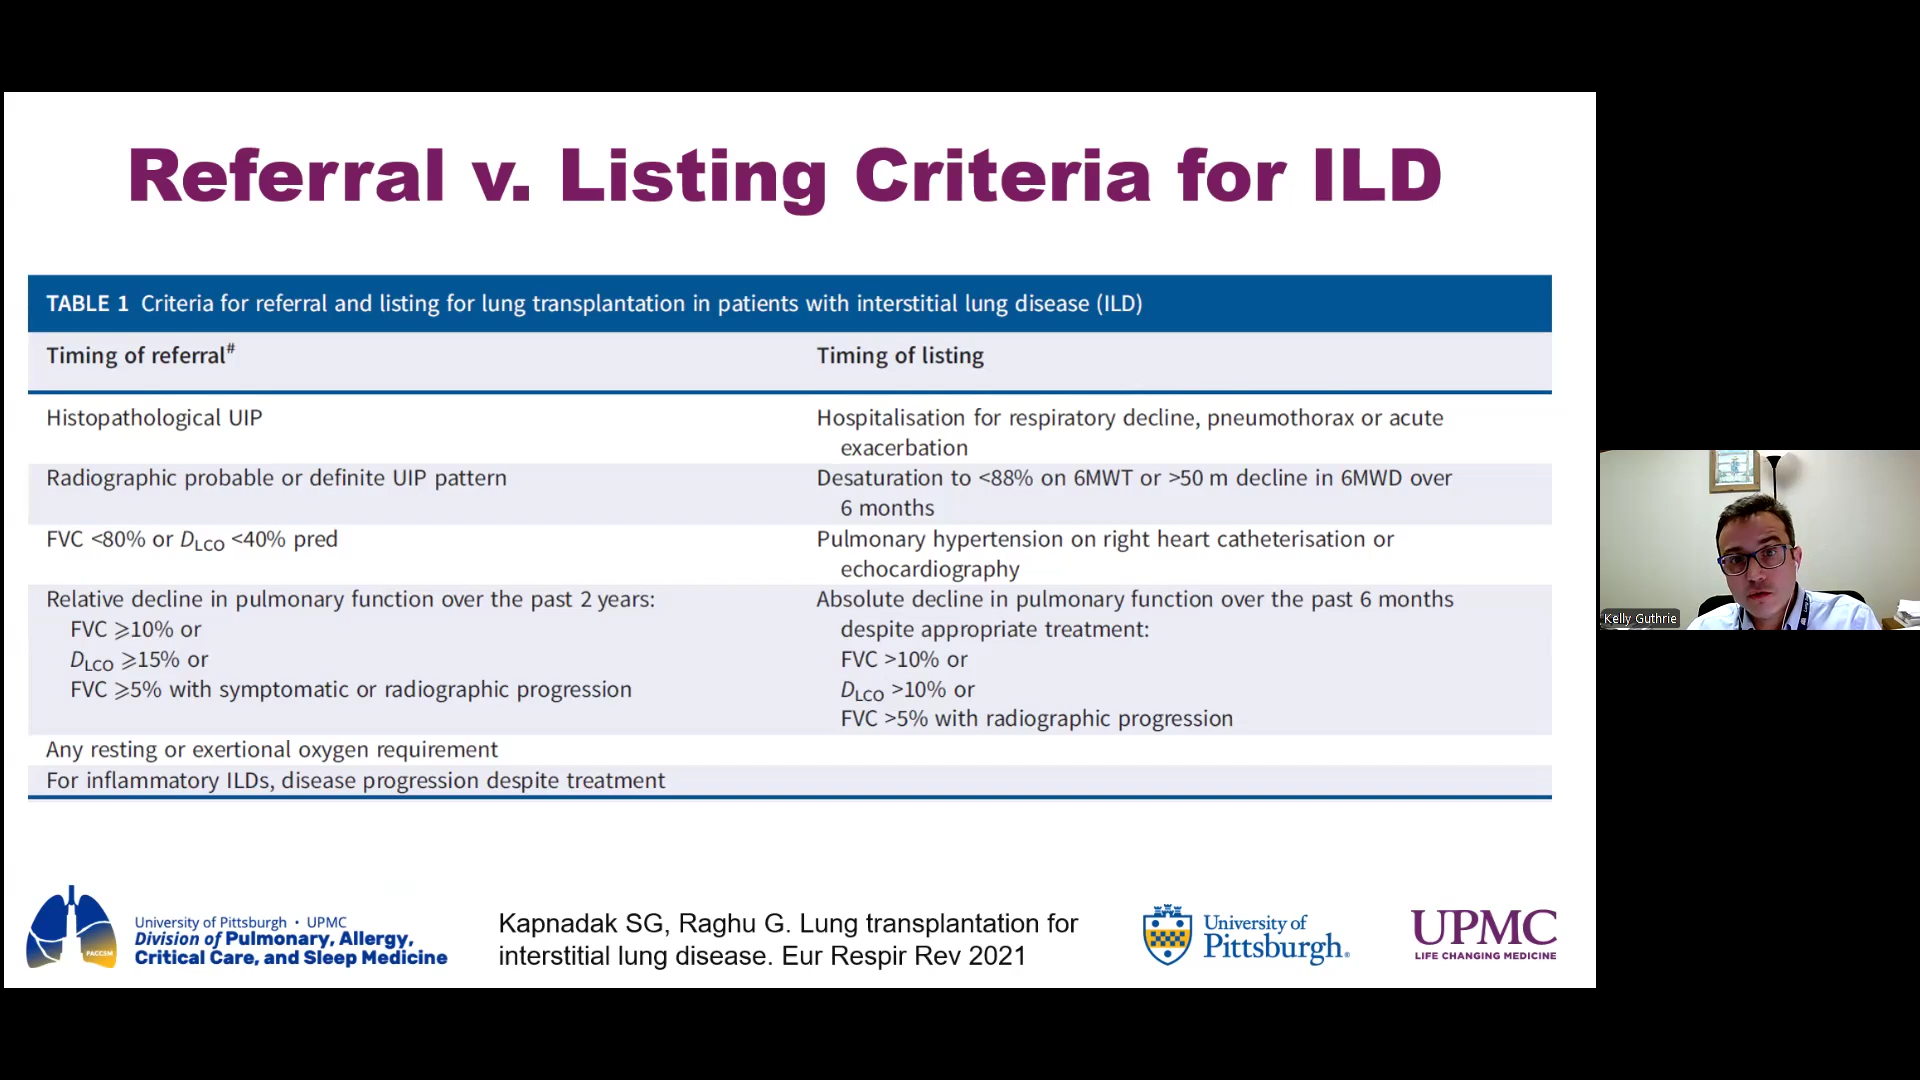 Referral v. Listing Criteria for ILD
TABLE 1 Criteria for referral and listing for lung transplantation in patients with interstitial lung disease (ILD)
Timing of referral#
Timing of listing
Histopathological UIP
Hospitalisation for respiratory decline, pneumothorax or acute
exacerbation
Radiographic probable or definite UIP pattern
Desaturation to <88% on 6MWT or >50 m decline in 6MWD over
6 months
FVC <80% or DLCO <40% pred
Pulmonary hypertension on right heart catheterisation or
echocardiography
Relative decline in pulmonary function over the past 2 years:
FVC ⩾10% or
DLCO ⩾15% or
FVC ⩾5% with symptomatic or radiographic progression
Absolute decline in pulmonary function over the past 6 months
despite appropriate treatment:
FVC >10% or
DLCO >10% or
FVC >5% with radiographic progression
Any resting or exertional oxygen requirement
For inflammatory ILDs, disease progression despite treatment
PACCSM
University of Pittsburgh • UPMC
Division of Pulmonary, Allergy,
Critical Care, and Sleep Medicine
Kapnadak SG, Raghu G. Lung transplantation for
interstitial lung disease. Eur Respir Rev 2021
University of
Pittsburgh.
UPMC
LIFE CHANGING MEDICINE
Kelly Guthrie